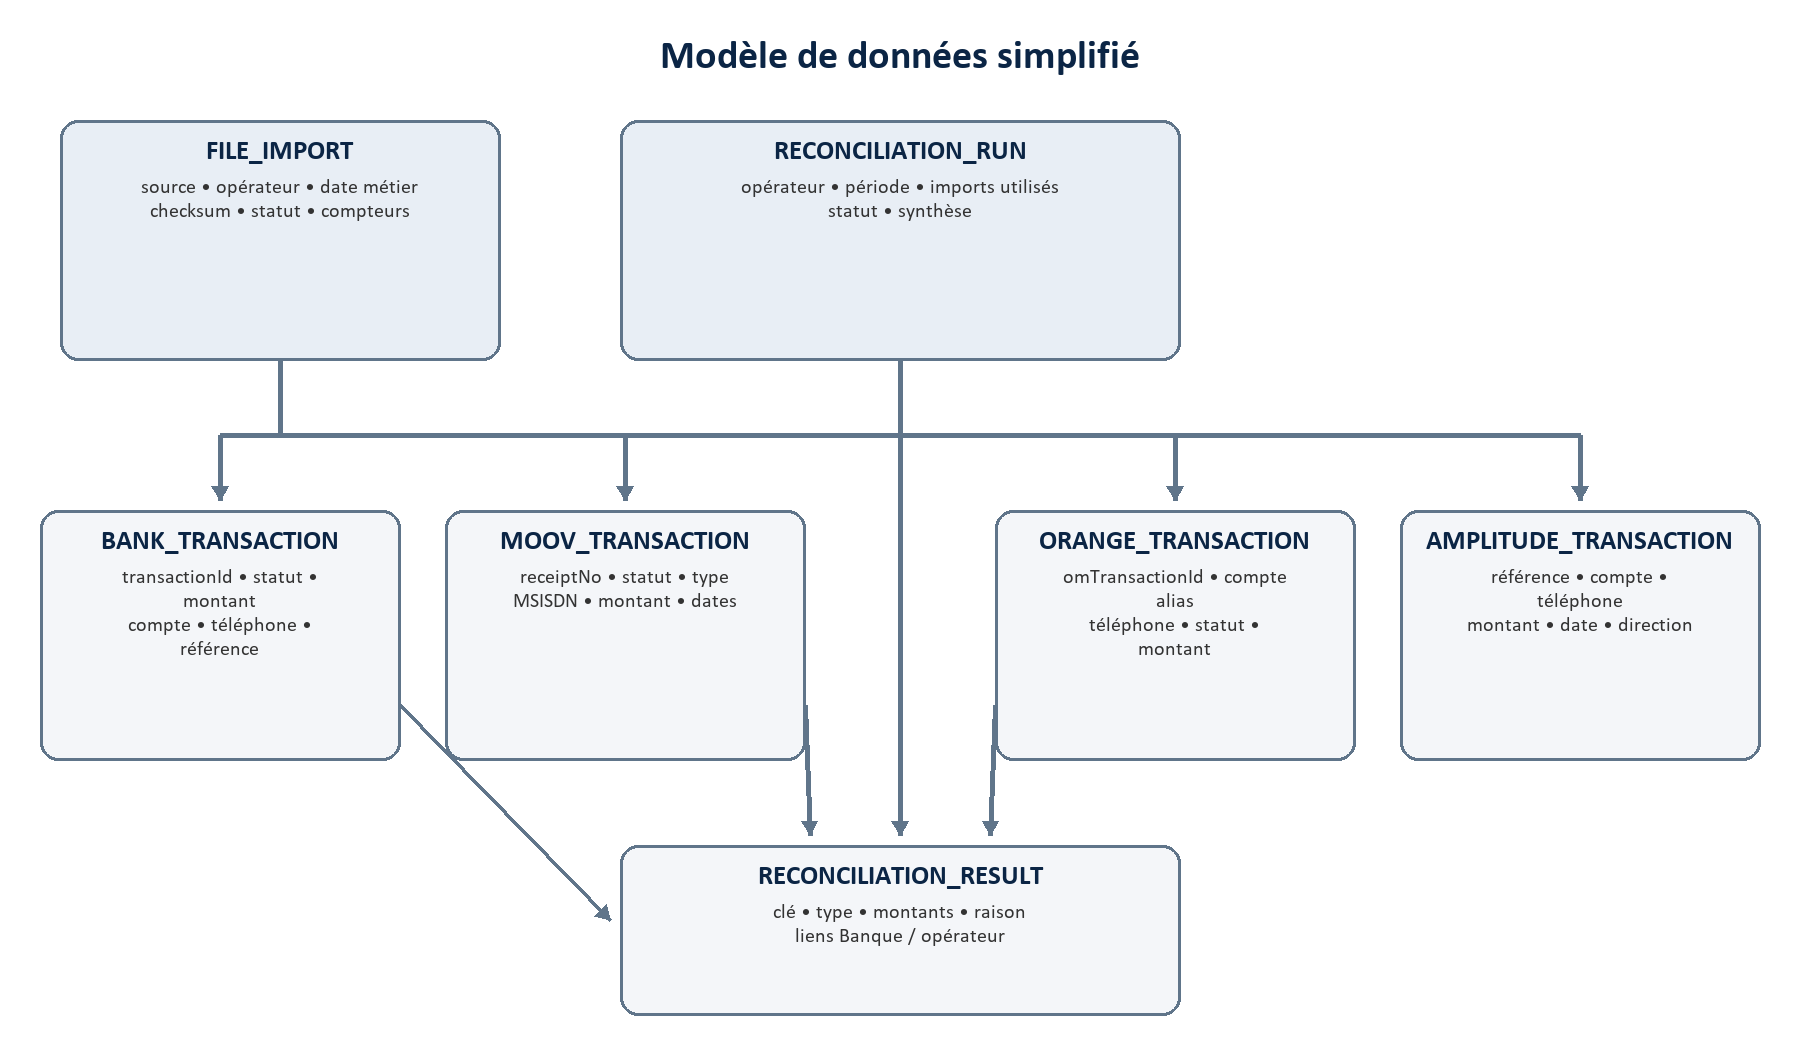 Modèle de données simplifié
FILE_IMPORT
source • opérateur • date métier
checksum • statut • compteurs
RECONCILIATION_RUN
opérateur • période • imports utilisés
statut • synthèse
BANK_TRANSACTION
transactionId • statut •
montant
compte • téléphone •
référence
MOOV_TRANSACTION
receiptNo • statut • type
MSISDN • montant • dates
ORANGE_TRANSACTION
omTransactionId • compte
alias
téléphone • statut •
montant
AMPLITUDE_TRANSACTION
référence • compte •
téléphone
montant • date • direction
RECONCILIATION_RESULT
clé • type • montants • raison
liens Banque / opérateur